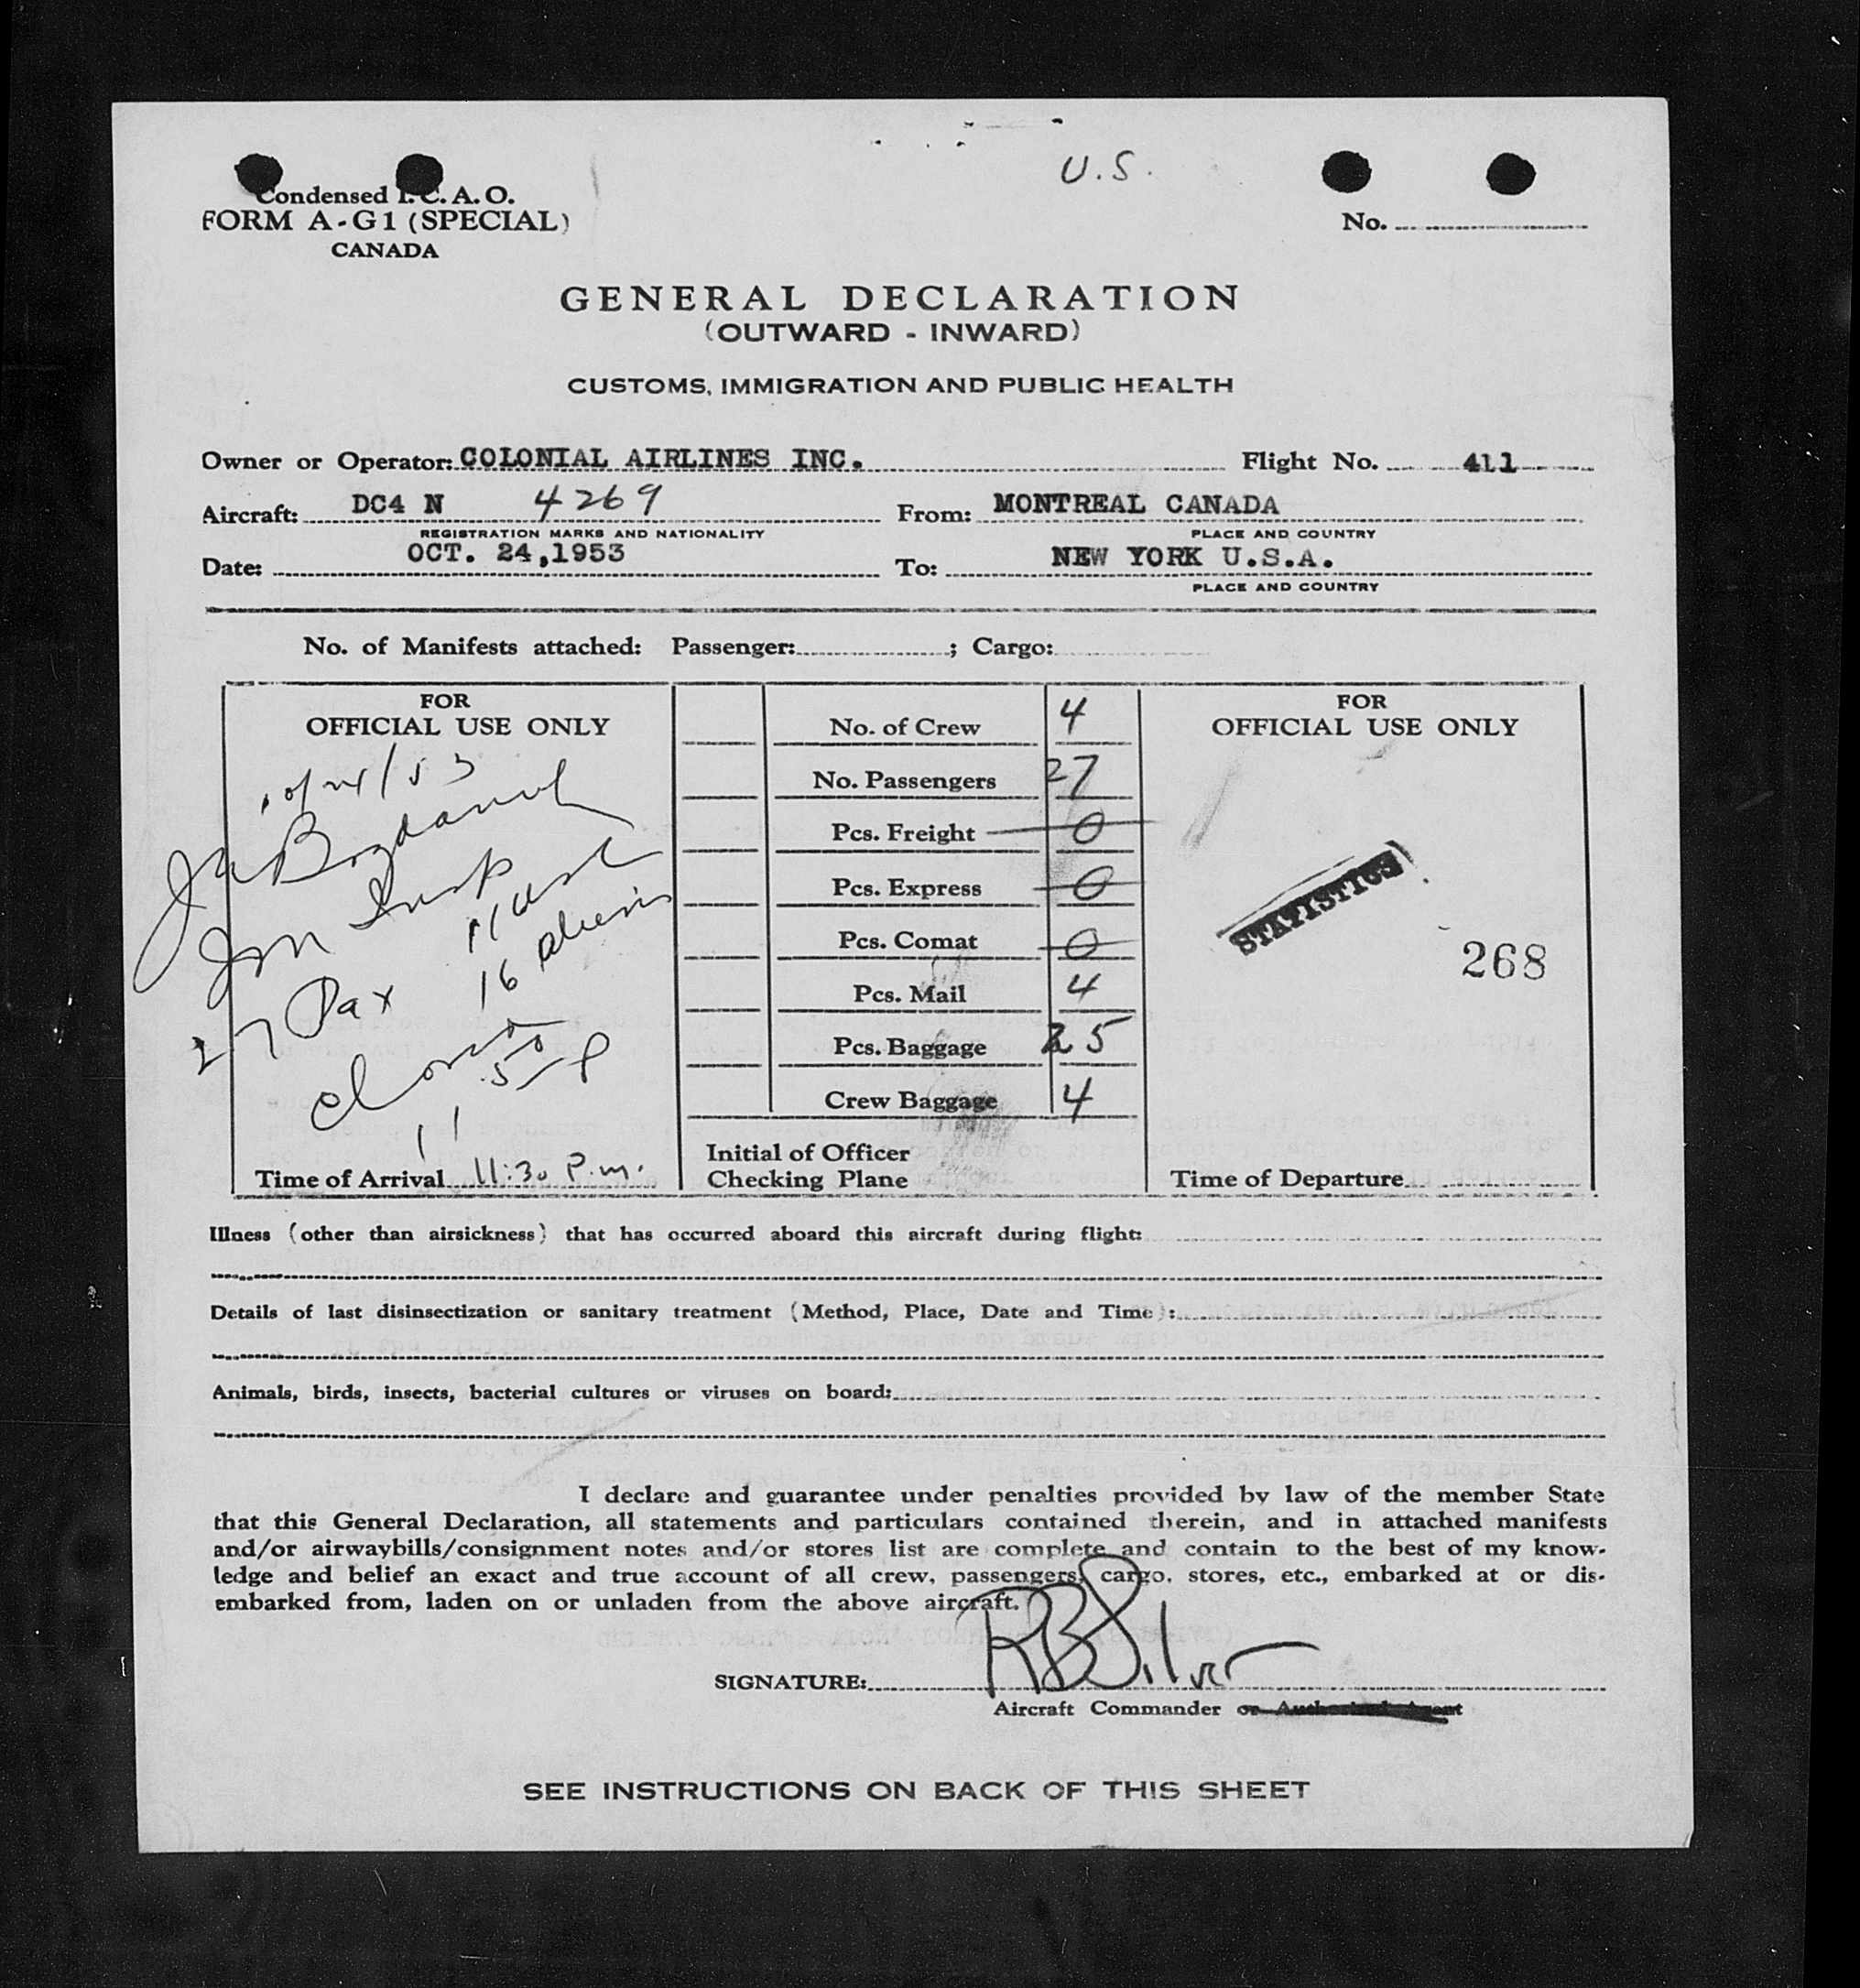 U.S.
Condensed I.C.A.O.
FORM A-G1 (SPECIAL)
CANADA
No.
GENERAL DECLARATION
(OUTWARD - INWARD)
CUSTOMS, IMMIGRATION AND PUBLIC HEALTH
Owner or Operator: COLONIAL AIRLINES INC. Flight No. 411
Aircraft: DC4 N 4269 From: MONTREAL CANADA
REGISTRATION MARKS AND NATIONALITY PLACE AND COUNTRY
Date: OCT. 24,1953 To: NEW YORK U.S.A.
PLACE AND COUNTRY
No. of Manifests attached: Passenger: ; Cargo:
FOR
OFFICIAL USE ONLY
10/24/53
Insp
11 USC
27 Pax 16 aliens
11 50 P
Time of Arrival 11:30 P.m.
No. of Crew 4
No. Passengers 27
Pcs. Freight 0
Pcs. Express 0
Pcs. Comat 0
Pcs. Mail 4
Pcs. Baggage 25
Crew Baggage 4
Initial of Officer
Checking Plane
FOR
OFFICIAL USE ONLY
STATISTICS
268
Time of Departure
Illness (other than airsickness) that has occurred aboard this aircraft during flight:
Details of last disinsectization or sanitary treatment (Method, Place, Date and Time):
Animals, birds, insects, bacterial cultures or viruses on board:
I declare and guarantee under penalties provided by law of the member State
that this General Declaration, all statements and particulars contained therein, and in attached manifests
and/or airwaybills/consignment notes and/or stores list are complete and contain to the best of my know-
ledge and belief an exact and true account of all crew, passengers, cargo, stores, etc., embarked at or dis-
embarked from, laden on or unladen from the above aircraft.
SIGNATURE: RB Silver
Aircraft Commander or Authorized Agent
SEE INSTRUCTIONS ON BACK OF THIS SHEET